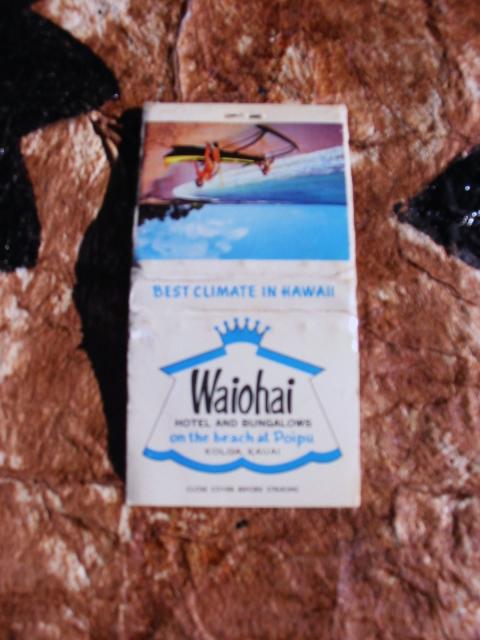 BEST CLIMATE IN HAWAII
Waiohai
HOTEL AND BUNGALOWS
on the beach at Poipu
KOLOA, KAUAI
CLOSE COVER BEFORE STRIKING